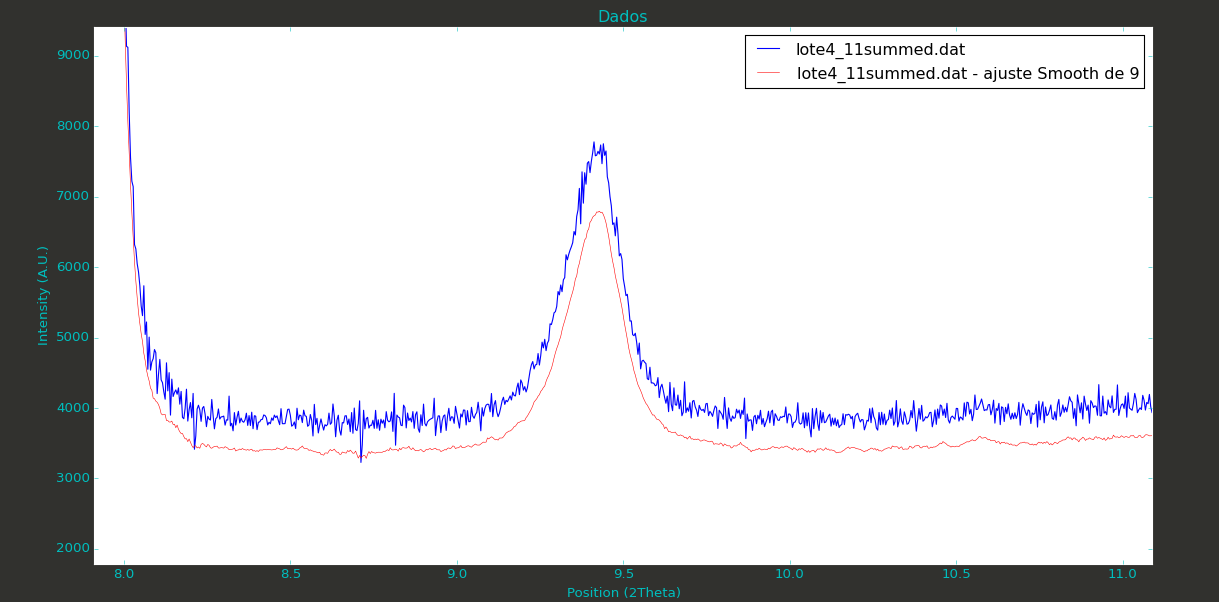 Dados
lote4_11summed.dat
lote4_11summed.dat - ajuste Smooth de 9
9000
8000
7000
6000
5000
4000
3000
2000
Intensity (A.U.)
8.0 8.5 9.0 9.5 10.0 10.5 11.0
Position (2Theta)